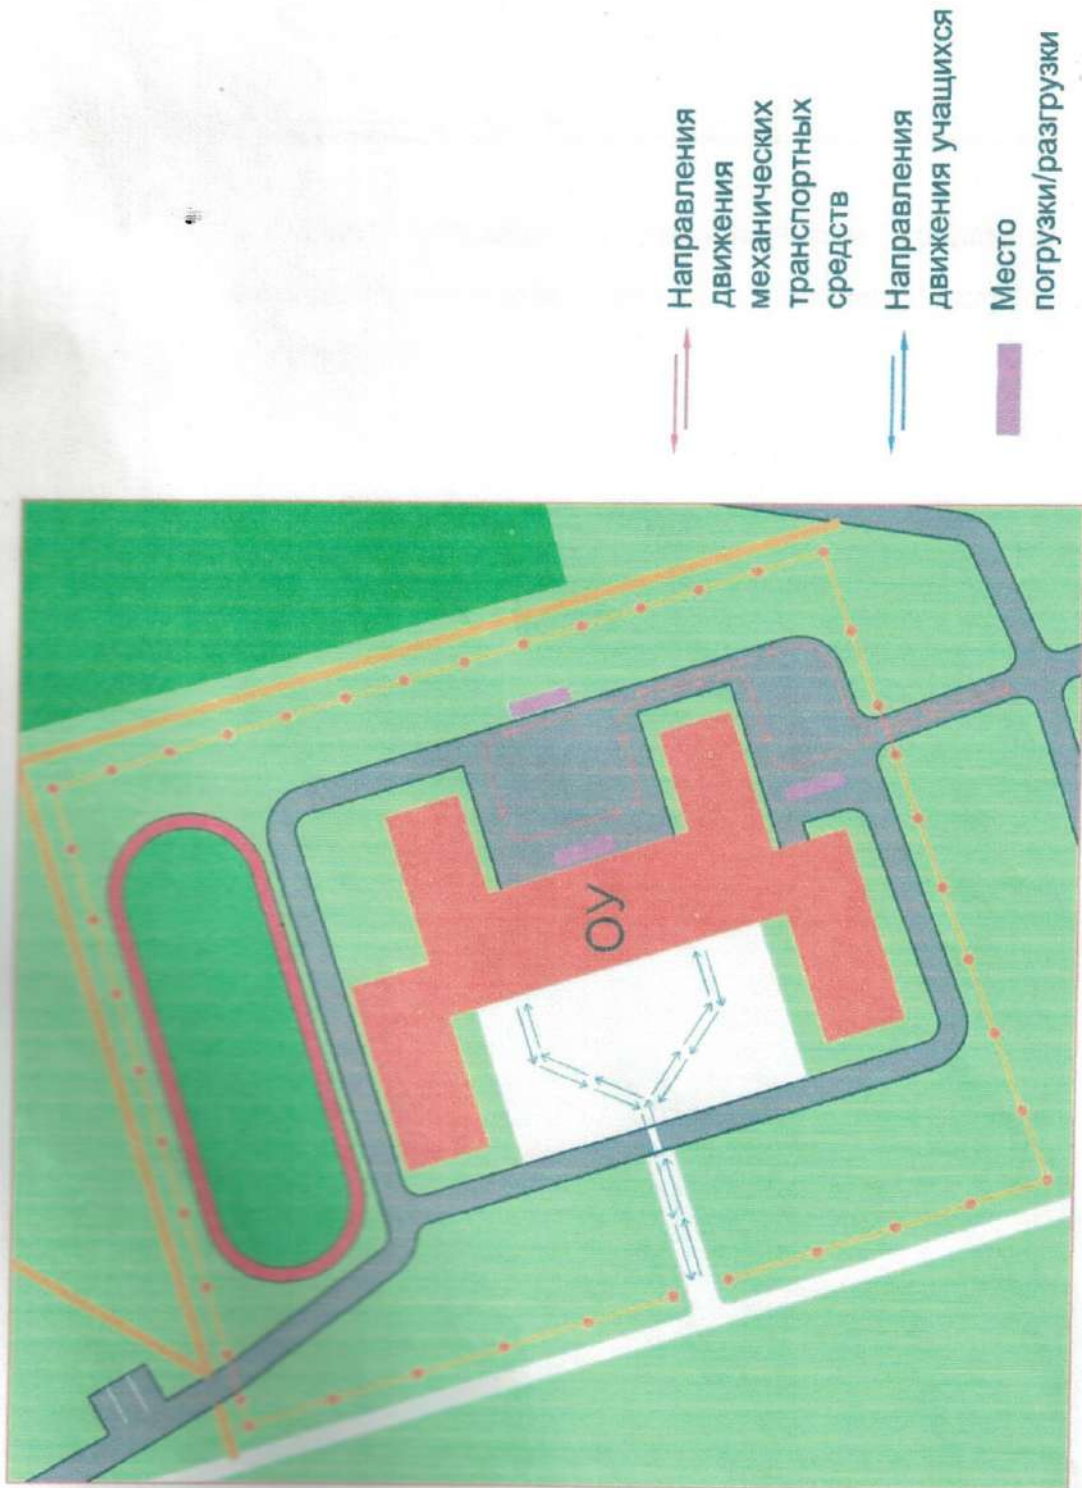 ОУ
Направления
движения
механических
транспортных
средств
Направления
движения учащихся
Место
погрузки/разгрузки